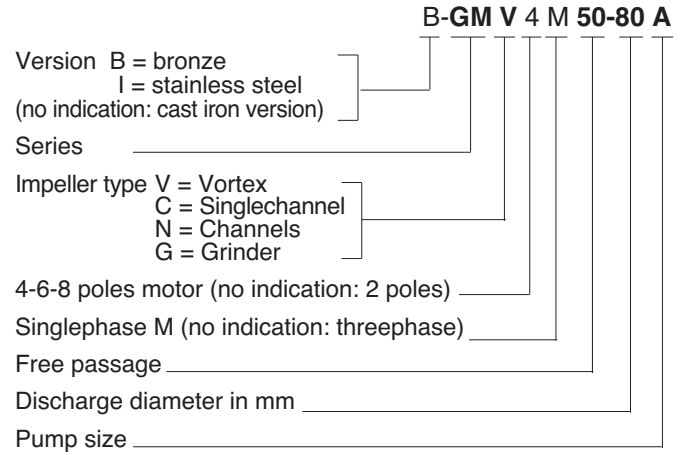 B-GM V 4 M 50-80 A
Version B = bronze
I = stainless steel
(no indication: cast iron version)
Series
Impeller type V = Vortex
C = Singlechannel
N = Channels
G = Grinder
4-6-8 poles motor (no indication: 2 poles)
Singlephase M (no indication: threephase)
Free passage
Discharge diameter in mm
Pump size